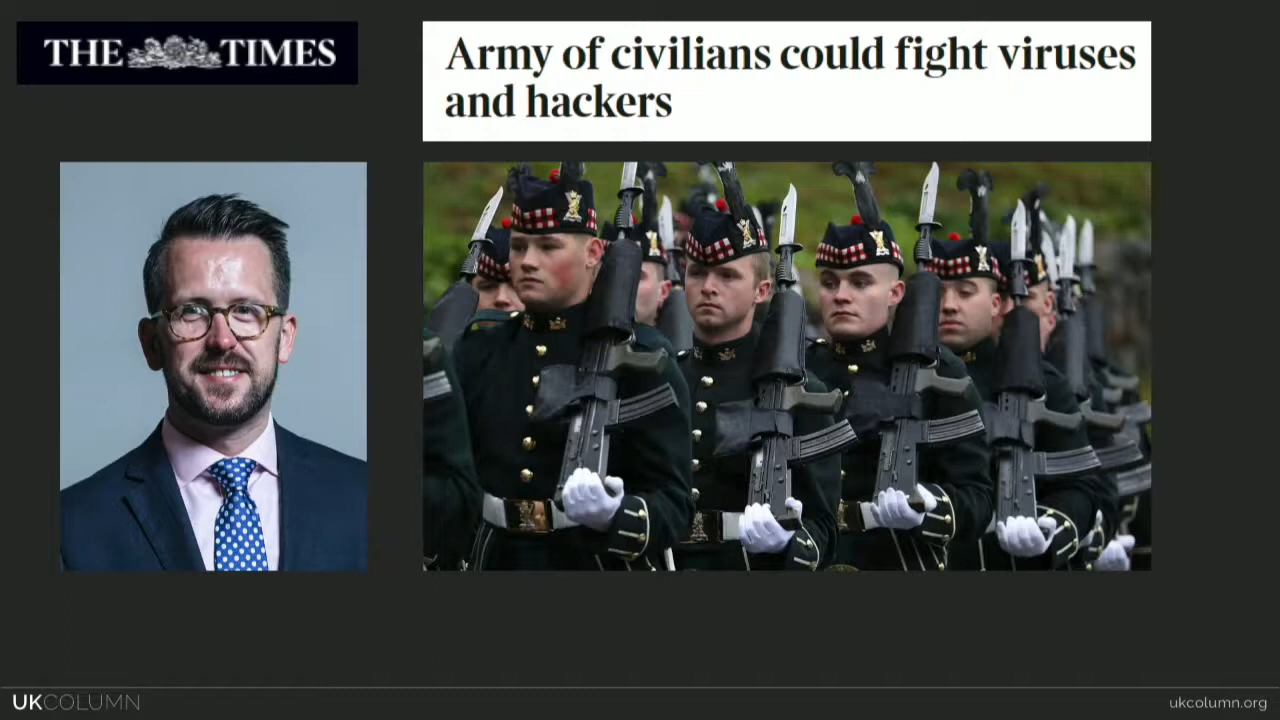 THE TIMES
Army of civilians could fight viruses
and hackers
UKCOLUMN
ukcolumn.org